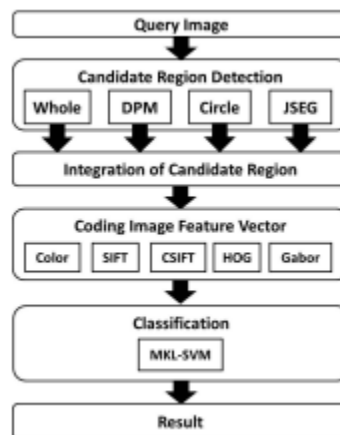 Query Image
Candidate Region Detection
Whole DPM Circle JSEG
Integration of Candidate Region
Coding Image Feature Vector
Color SIFT CSIFT HOG Gabor
Classification
MKL-SVM
Result